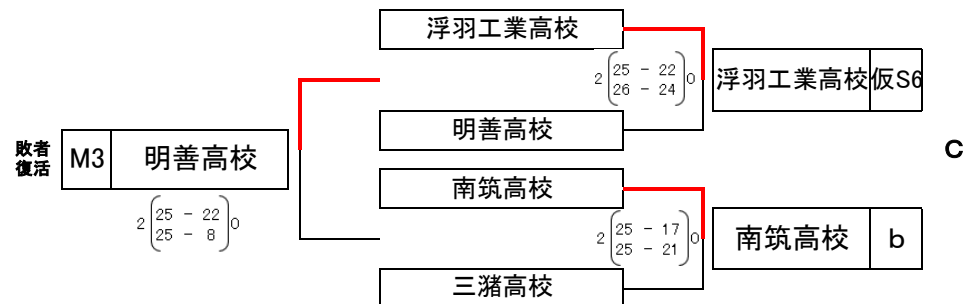 浮羽工業高校
2 25 - 22 0
26 - 24
浮羽工業高校 仮S6
明善高校
敗者
復活
M3 明善高校
C
南筑高校
2 25 - 22 0
25 - 8
2 25 - 17 0
25 - 21
南筑高校 b
三潴高校